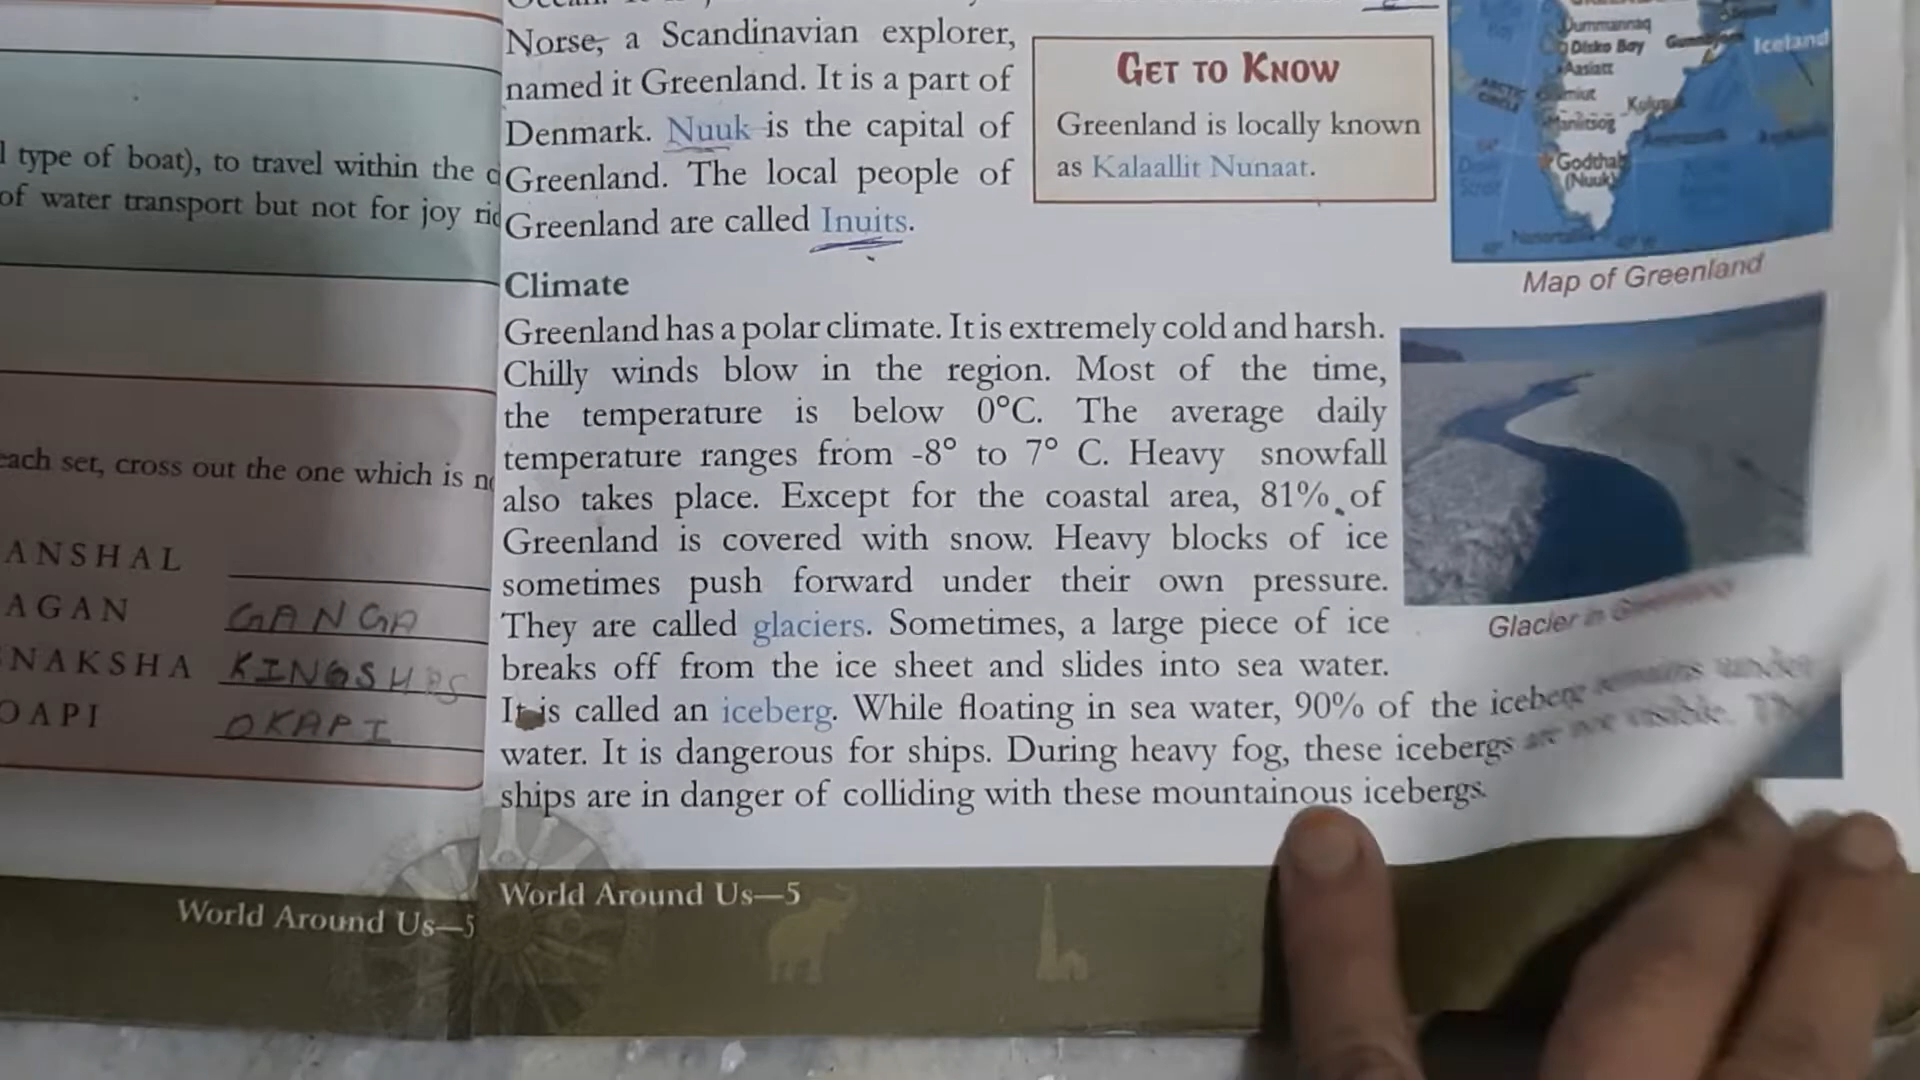 l type of boat), to travel within the
of water transport but not for joy
each set, cross out the one which is
ANSHAL
AGAN GANGA
NAKSHA
OAPI OKAPI
World Around Us—5
Norse, a Scandinavian explorer,
named it Greenland. It is a part of
Denmark. Nuuk is the capital of
Greenland. The local people of
Greenland are called Inuits.
GET TO KNOW
Greenland is locally known
as Kalaallit Nunaat.
Disko Bay
Aasiatt
Iceland
ARCTIC
CIRCLE
Godthab
(Nuuk)
Map of Greenland
Climate
Greenland has a polar climate. It is extremely cold and harsh.
Chilly winds blow in the region. Most of the time,
the temperature is below 0°C. The average daily
temperature ranges from -8° to 7° C. Heavy snowfall
also takes place. Except for the coastal area, 81% of
Greenland is covered with snow. Heavy blocks of ice
sometimes push forward under their own pressure.
They are called glaciers. Sometimes, a large piece of ice
breaks off from the ice sheet and slides into sea water.
It is called an iceberg. While floating in sea water, 90% of the iceberg remains under
water. It is dangerous for ships. During heavy fog, these icebergs are not visible.
ships are in danger of colliding with these mountainous icebergs.
Glacier in
World Around Us—5